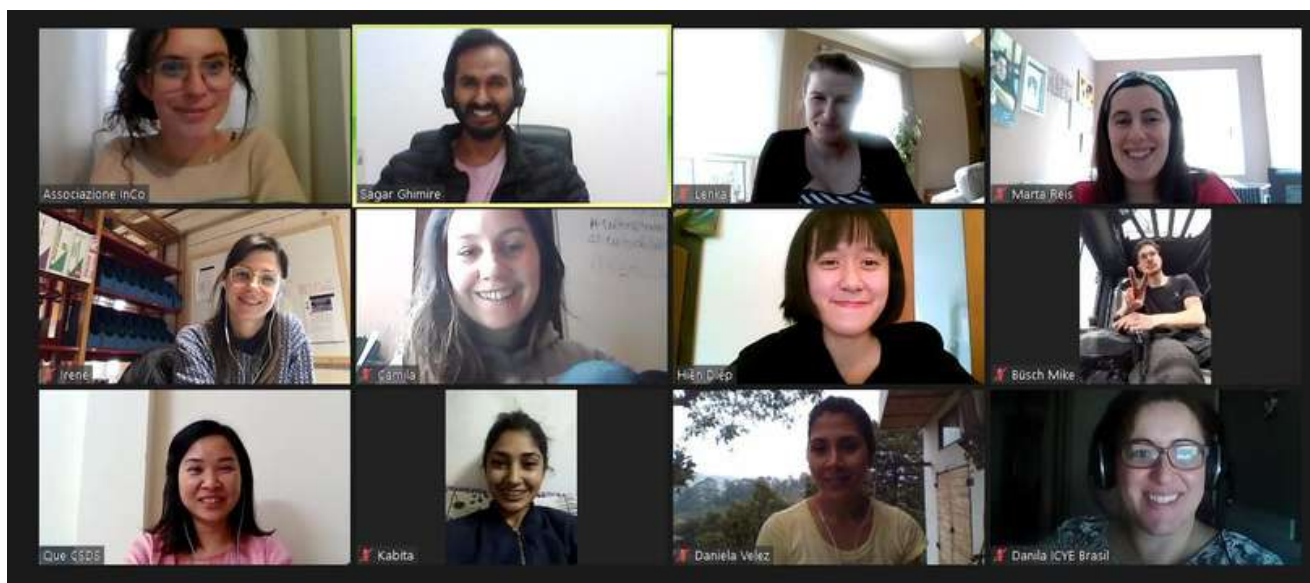 Associazione InCo
Sagar Ghimire
Lenka
Marta Reis
Irene
Camila
Hiền Diệp
Büsch Mike
Que CSDS
Kabita
Daniela Velez
Danila ICYE Brasil